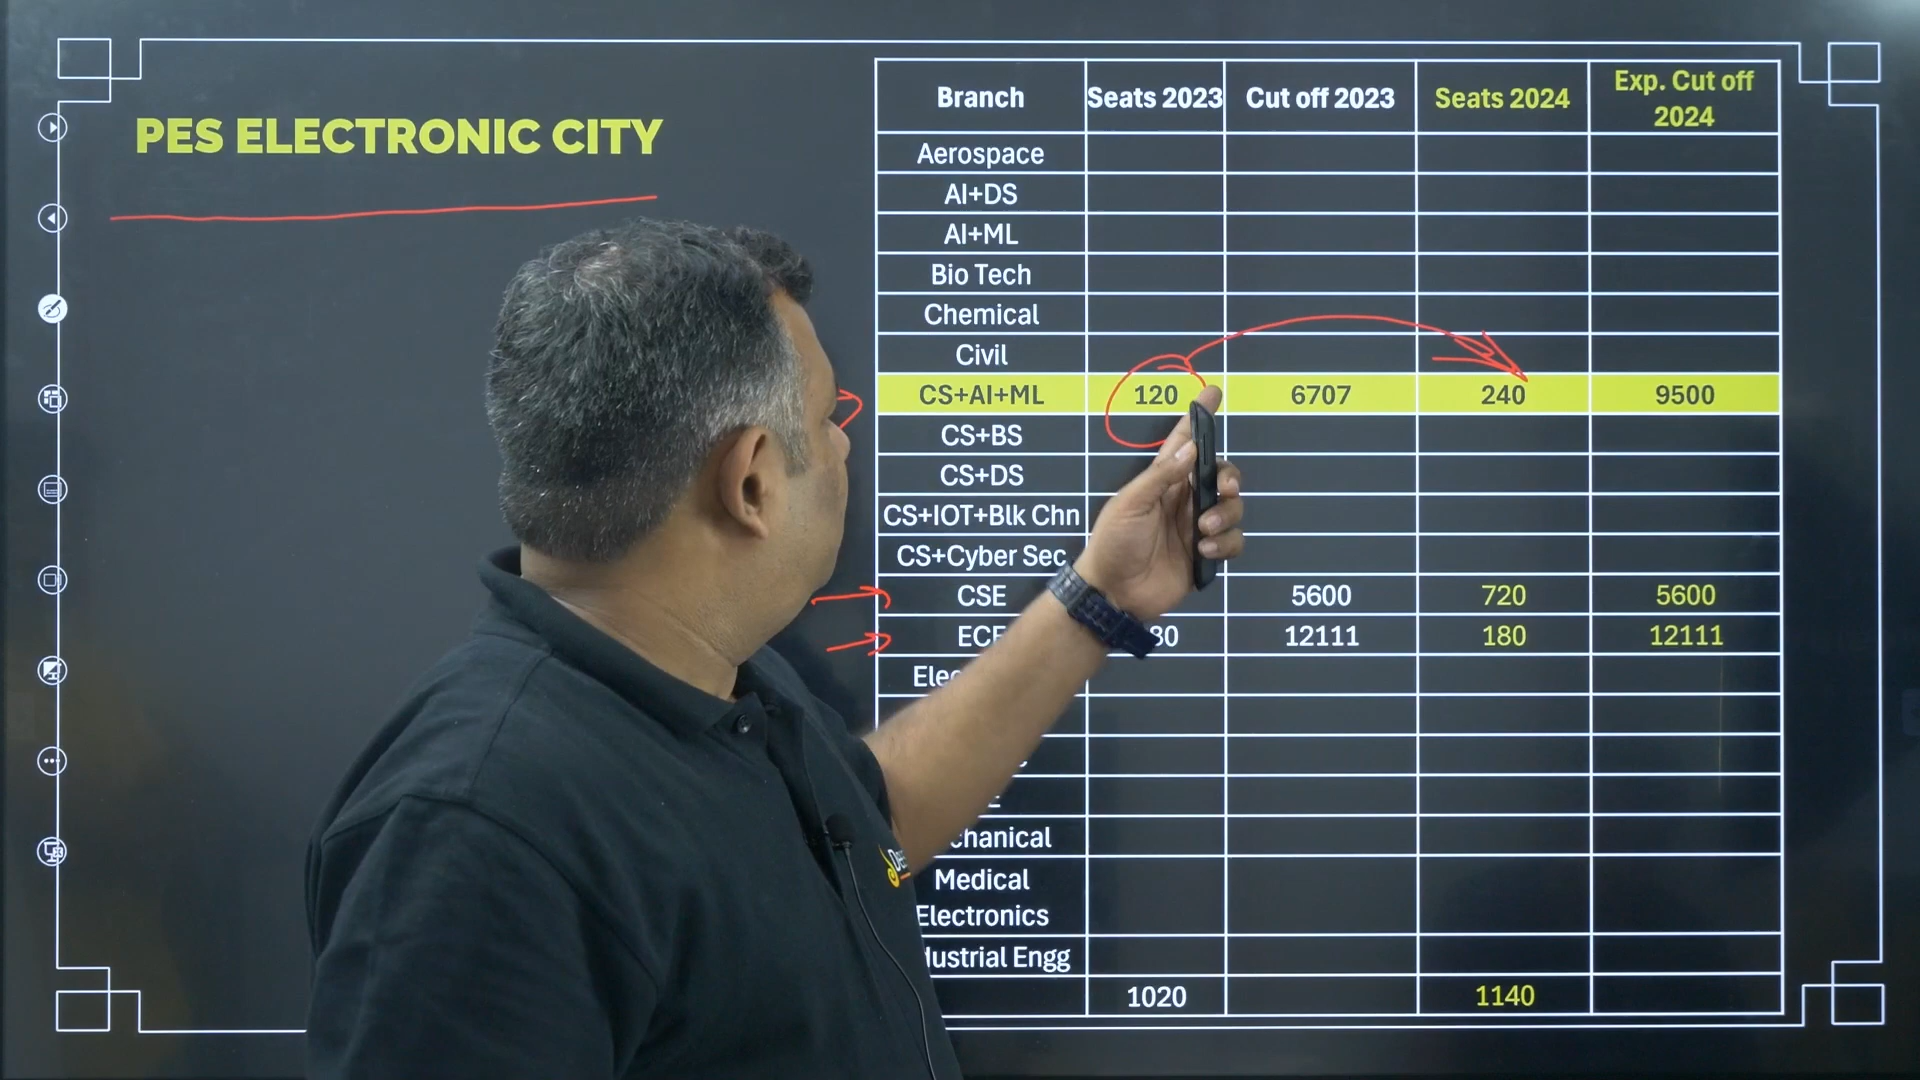 PES ELECTRONIC CITY
Branch Seats 2023 Cut off 2023 Seats 2024 Exp. Cut off 2024
Aerospace
AI+DS
AI+ML
Bio Tech
Chemical
Civil
CS+AI+ML 120 6707 240 9500
CS+BS
CS+DS
CS+IOT+Blk Chn
CS+Cyber Sec
CSE 5600 720 5600
ECE 12111 180 12111
Medical
Electronics
Engg
1020 1140